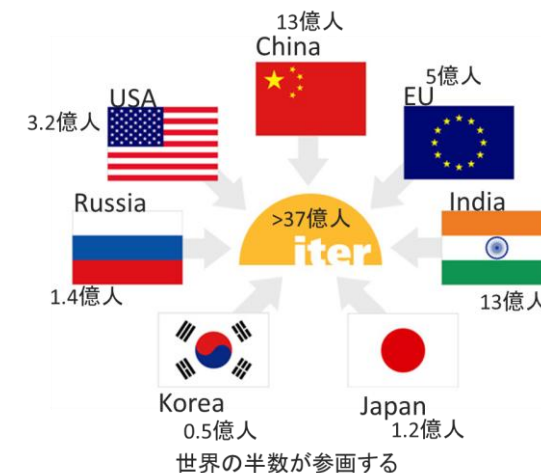 13億人
China
5億人
EU
USA
3.2億人
Russia
1.4億人
>37億人
iter
India
13億人
Korea
0.5億人
Japan
1.2億人
世界の半数が参画する